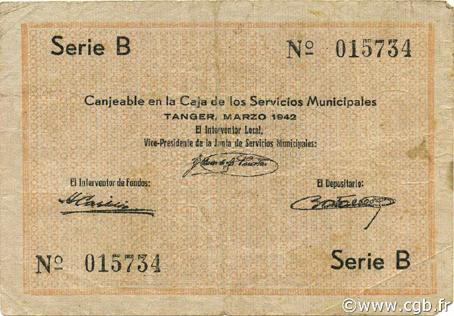 Serie B
Nº 015734
Canjeable en la Caja de los Servicios Municipales
TANGER, MARZO 1942
El Interventor Local,
Vice-Presidente de la Junta de Servicios Municipales:
El Interventor de Fondos:
El Depositario:
Nº 015734
Serie B
© www.cgb.fr